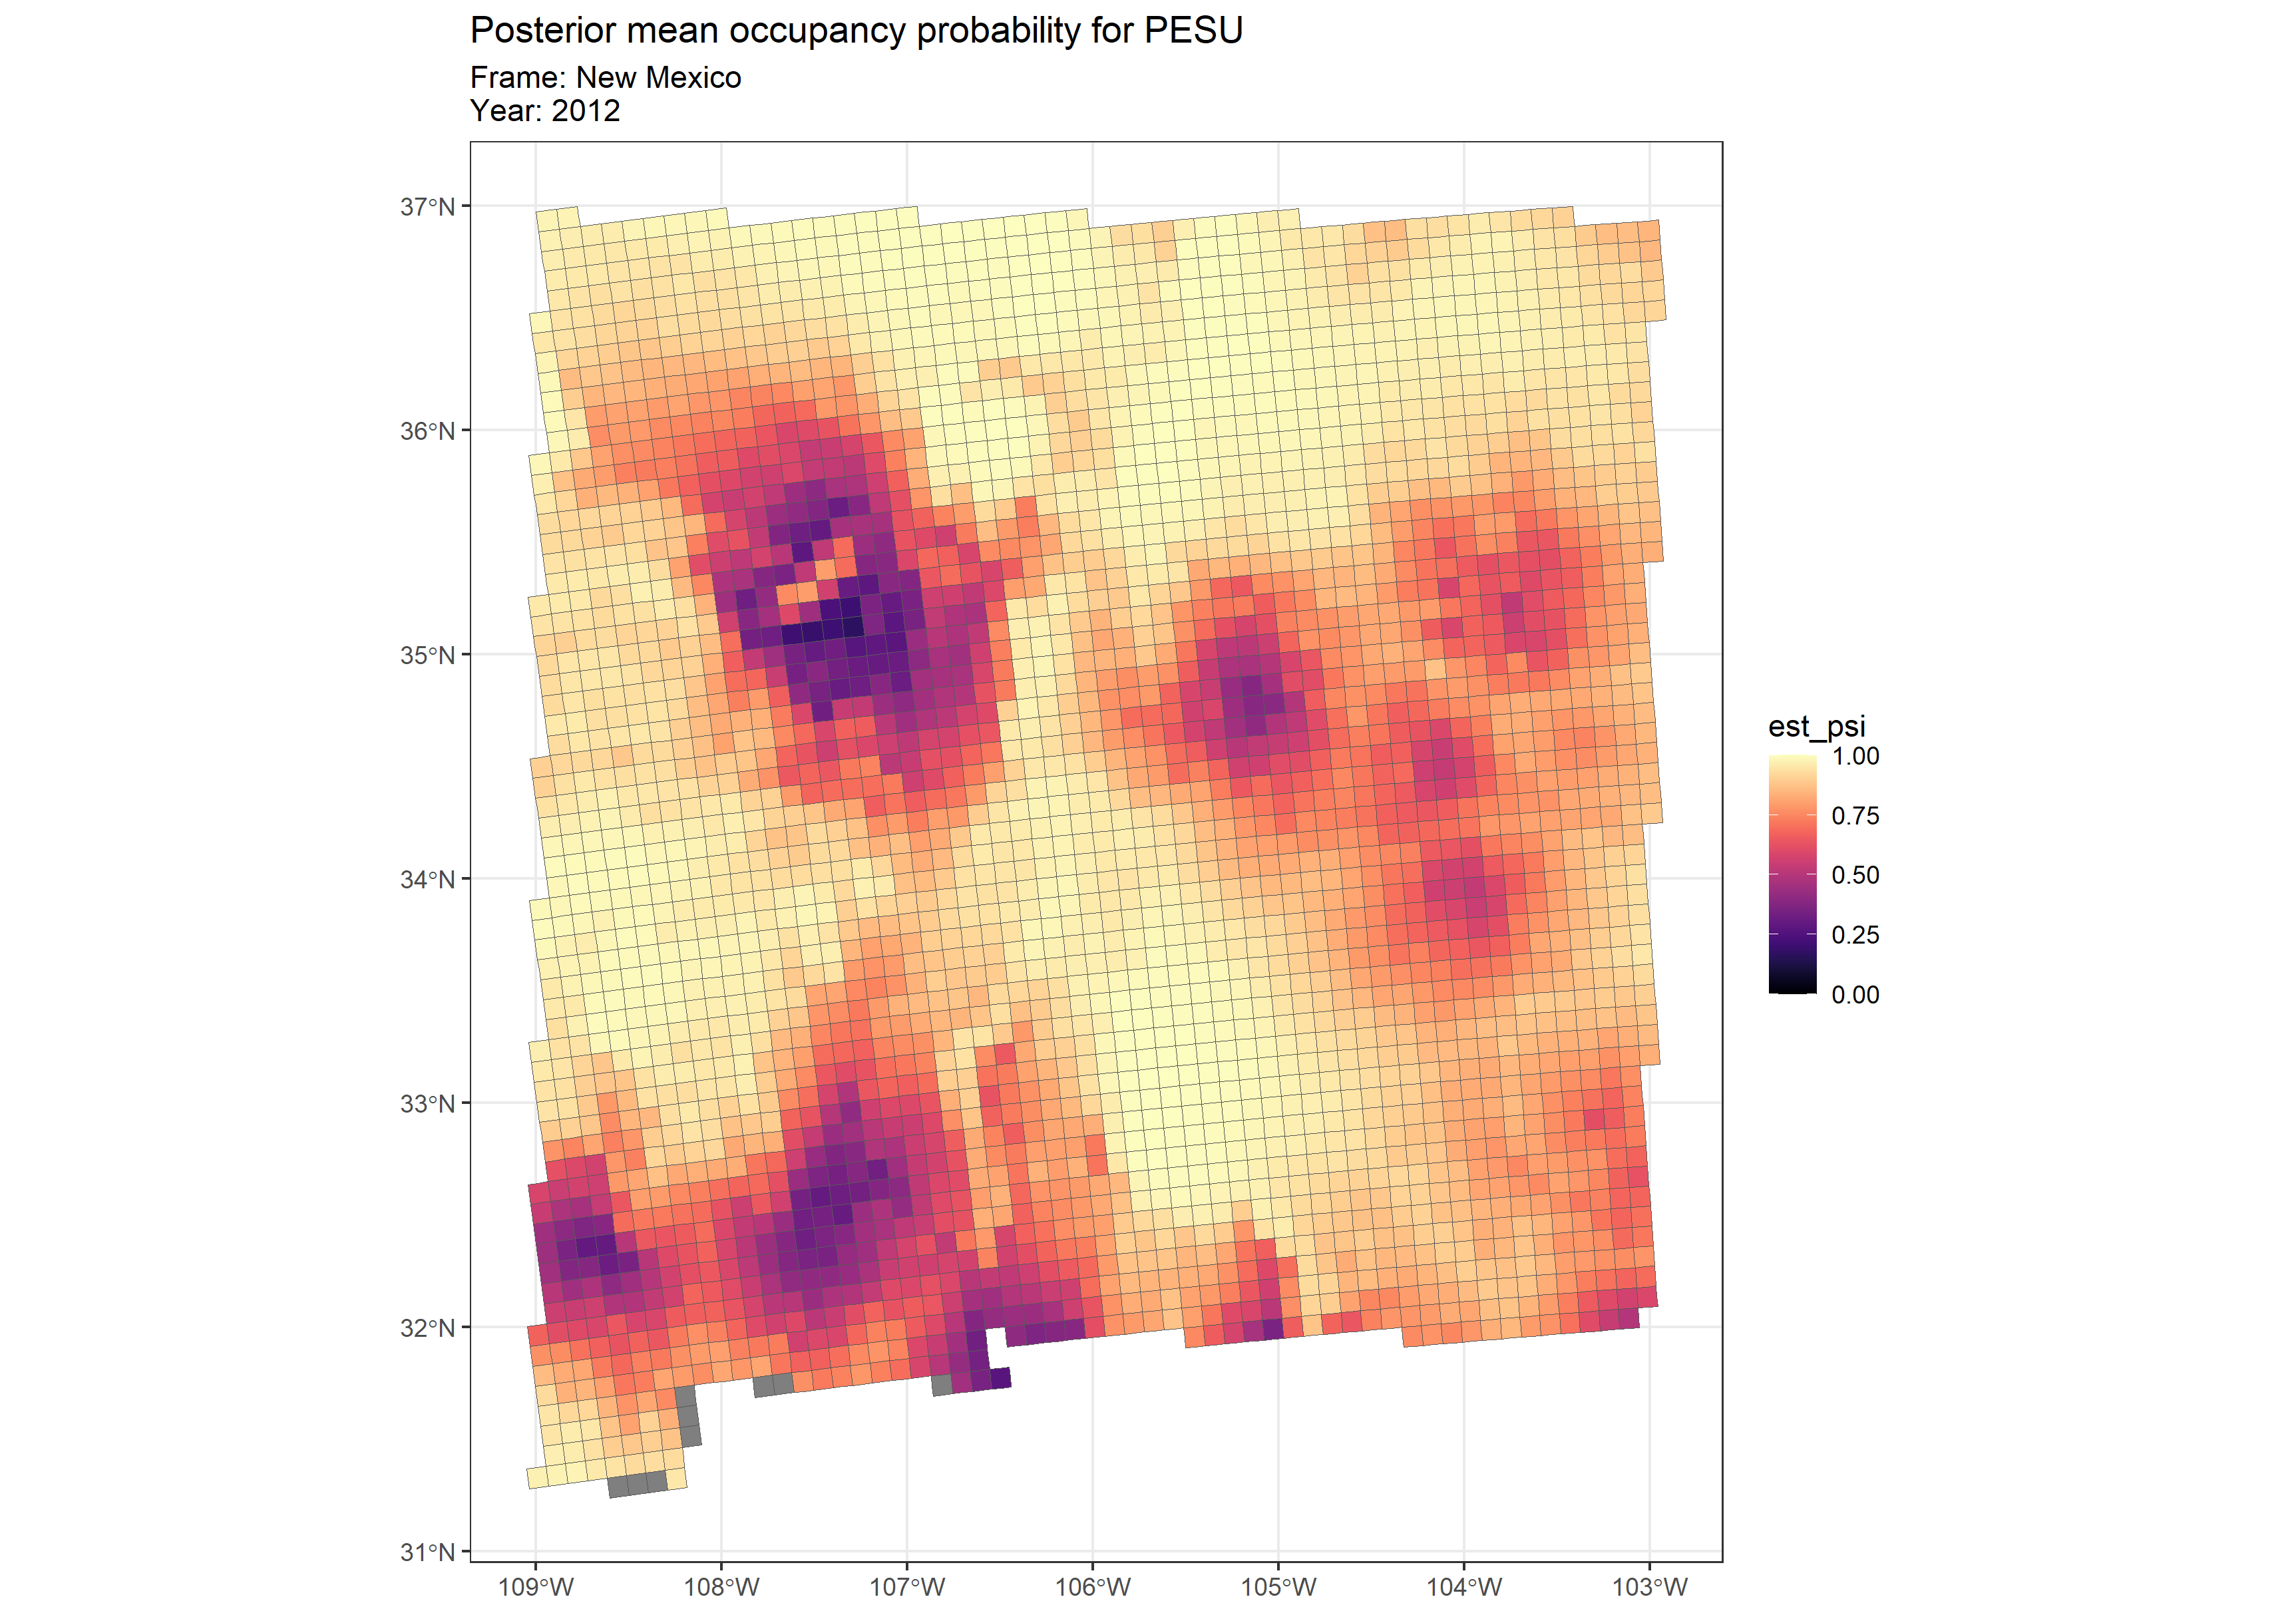 Posterior mean occupancy probability for PESU
Frame: New Mexico
Year: 2012
37°N
36°N
35°N
34°N
33°N
32°N
31°N
109°W
108°W
107°W
106°W
105°W
104°W
103°W
est_psi
1.00
0.75
0.50
0.25
0.00